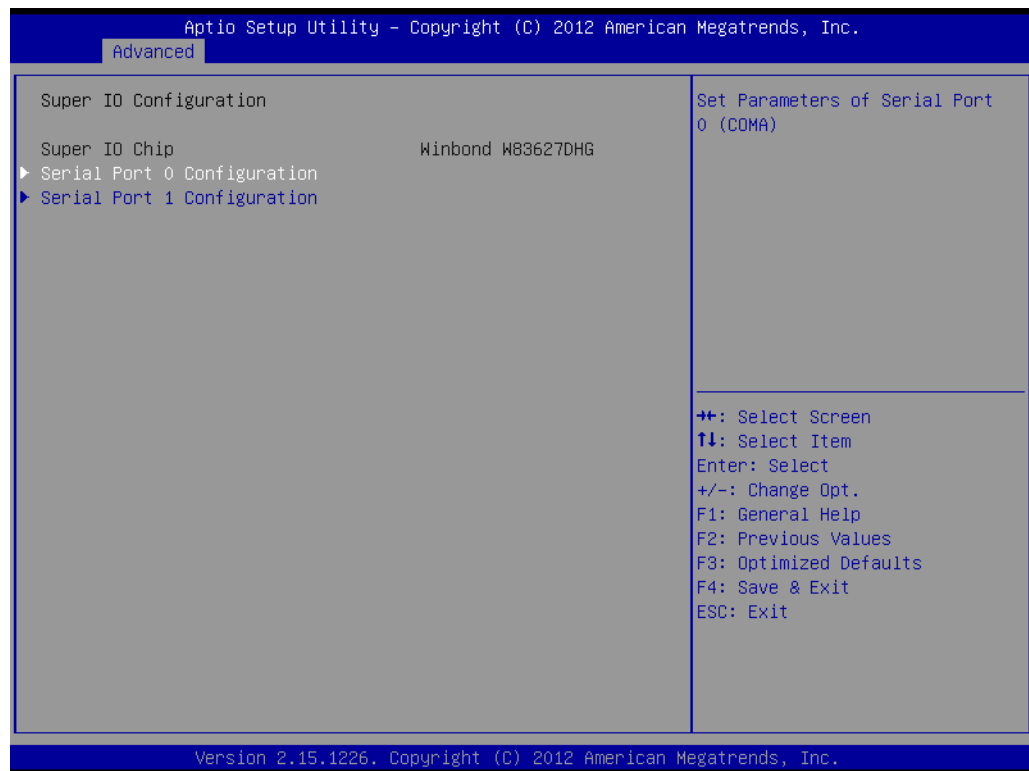 Aptio Setup Utility – Copyright (C) 2012 American Megatrends, Inc.
Advanced
Super IO Configuration
Super IO Chip Winbond W83627DHG
▶ Serial Port 0 Configuration
▶ Serial Port 1 Configuration
Set Parameters of Serial Port
0 (COMA)
→←: Select Screen
↑↓: Select Item
Enter: Select
+/-: Change Opt.
F1: General Help
F2: Previous Values
F3: Optimized Defaults
F4: Save & Exit
ESC: Exit
Version 2.15.1226. Copyright (C) 2012 American Megatrends, Inc.